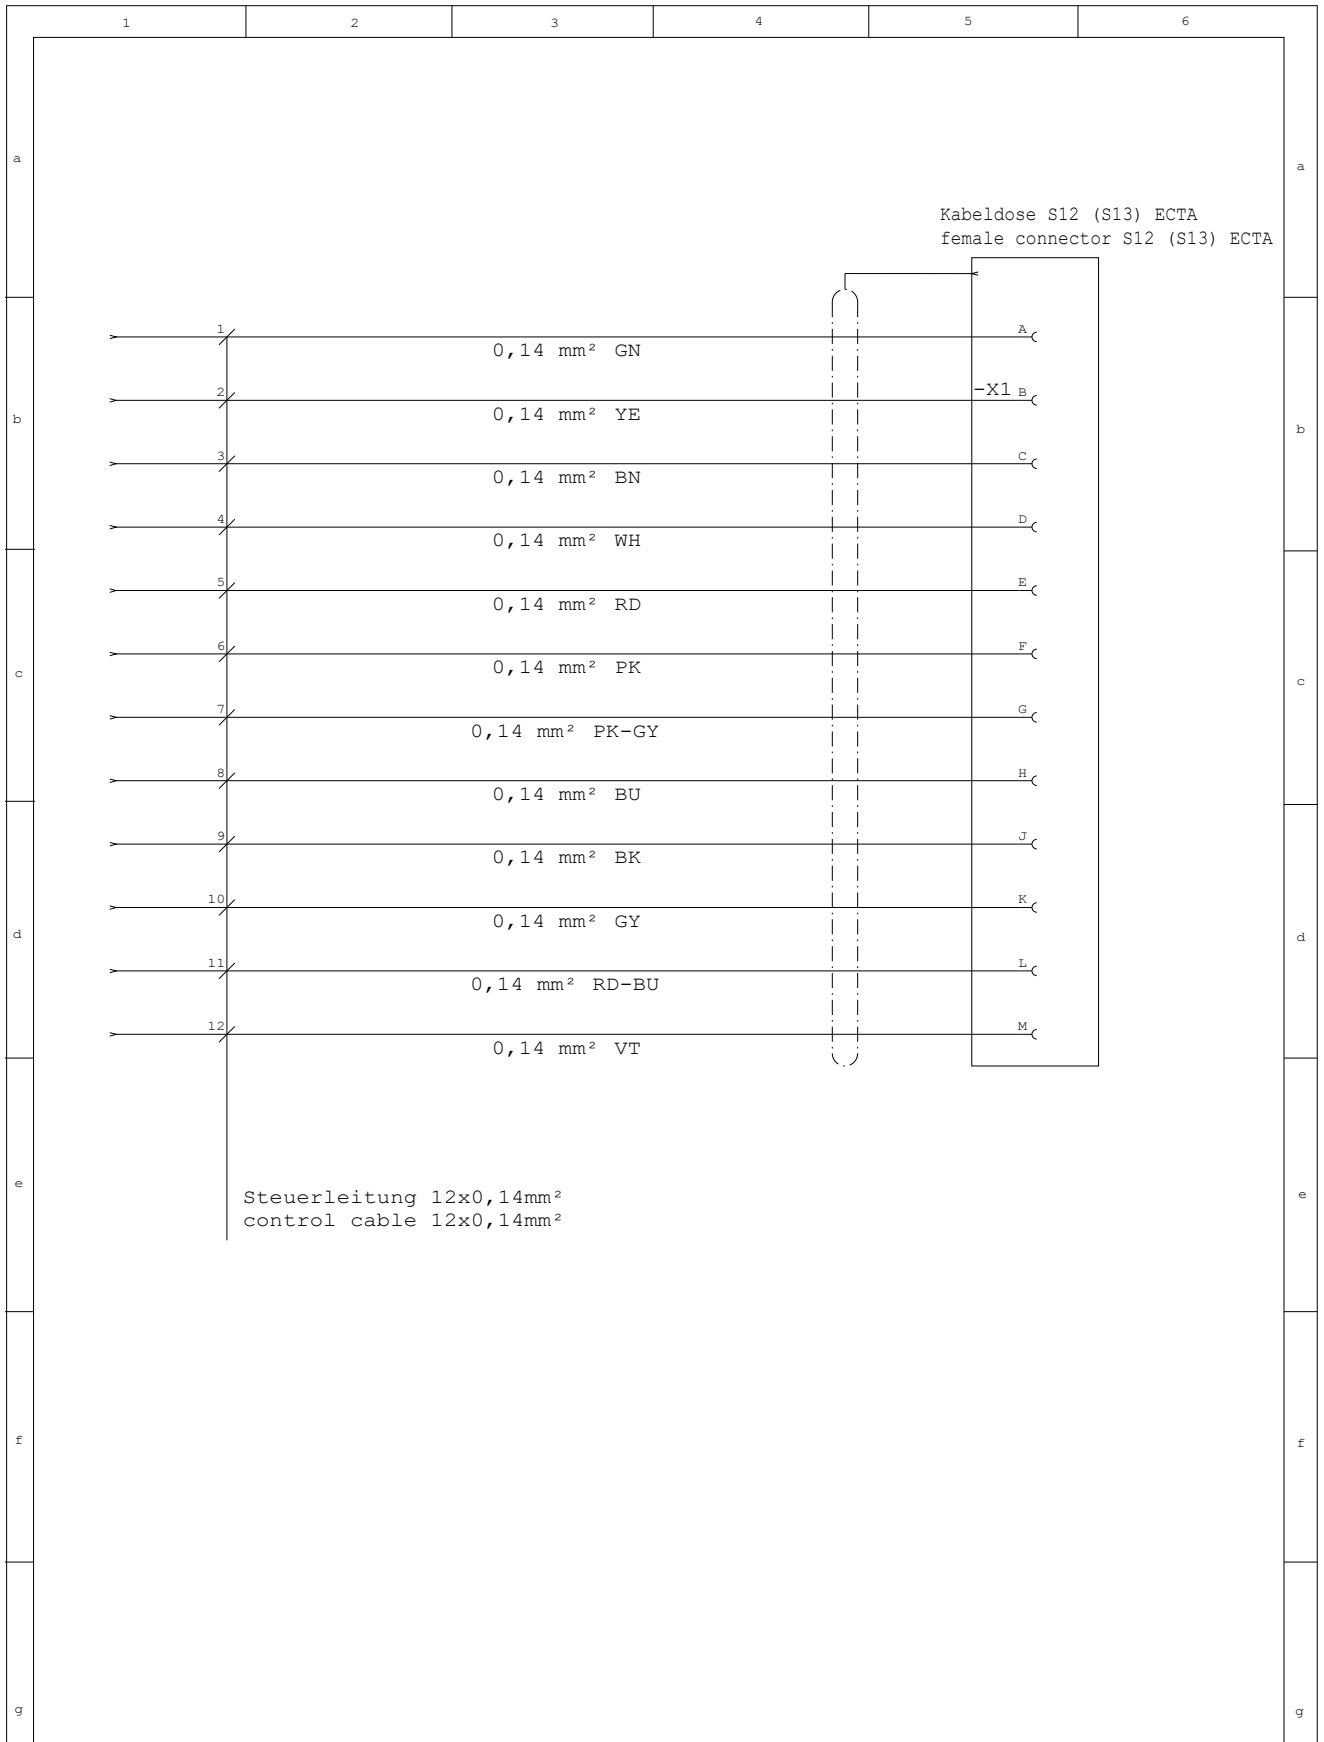 1 2 3 4 5 6
a a
Kabeldose S12 (S13) ECTA
female connector S12 (S13) ECTA
1 A
0,14 mm² GN
2 -X1 B
0,14 mm² YE
b b
3 C
0,14 mm² BN
4 D
0,14 mm² WH
5 E
0,14 mm² RD
6 F
0,14 mm² PK
c c
7 G
0,14 mm² PK-GY
8 H
0,14 mm² BU
9 J
0,14 mm² BK
10 K
0,14 mm² GY
d d
11 L
0,14 mm² RD-BU
12 M
0,14 mm² VT
e e
Steuerleitung 12x0,14mm²
control cable 12x0,14mm²
f f
g g